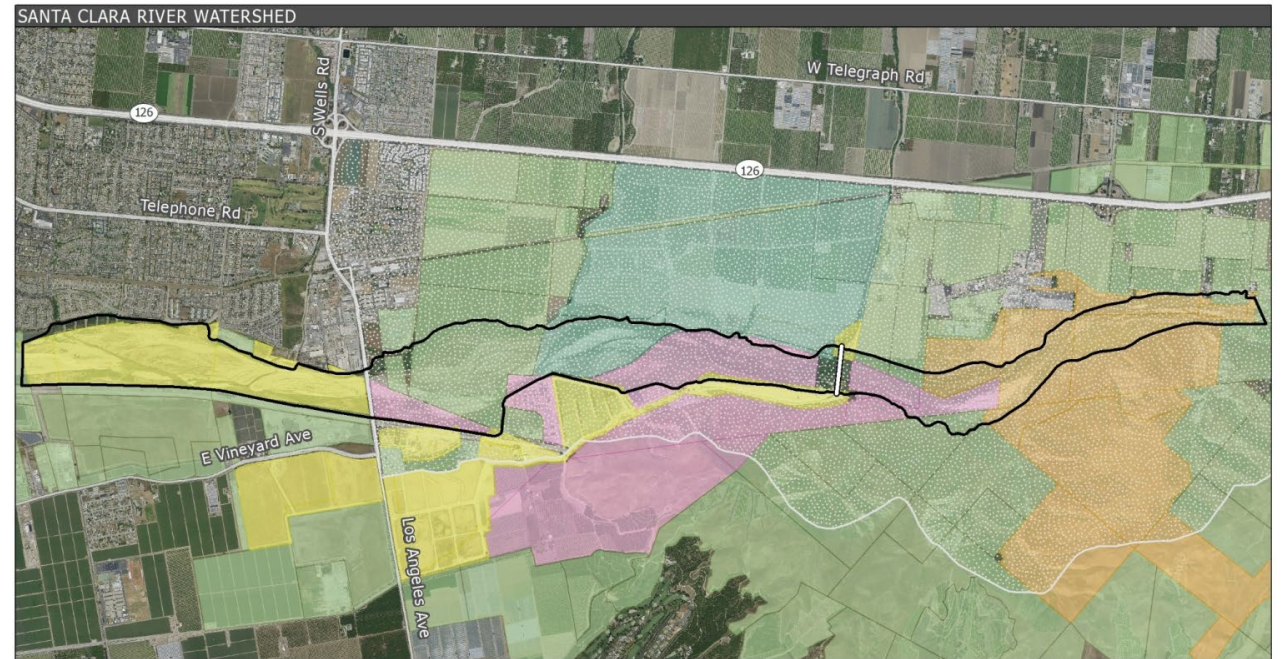 SANTA CLARA RIVER WATERSHED
S Wells Rd
W Telegraph Rd
126
126
Telephone Rd
E Vineyard Ave
Los Angeles Ave